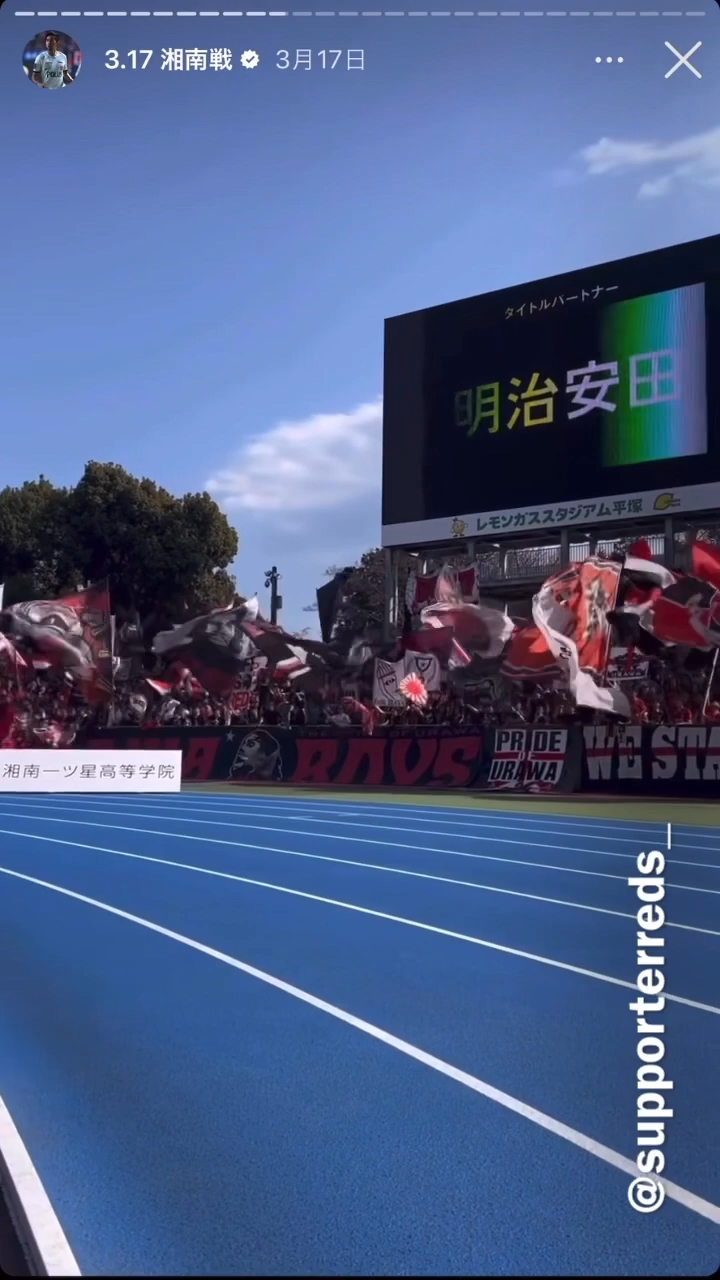 3.17 湘南戦 3月17日
タイトルパートナー
明治安田
レモンガススタジアム平塚
BOYS
PRIDE
URAWA
WE STA
湘南一ツ星高等学院
@supporterreds_